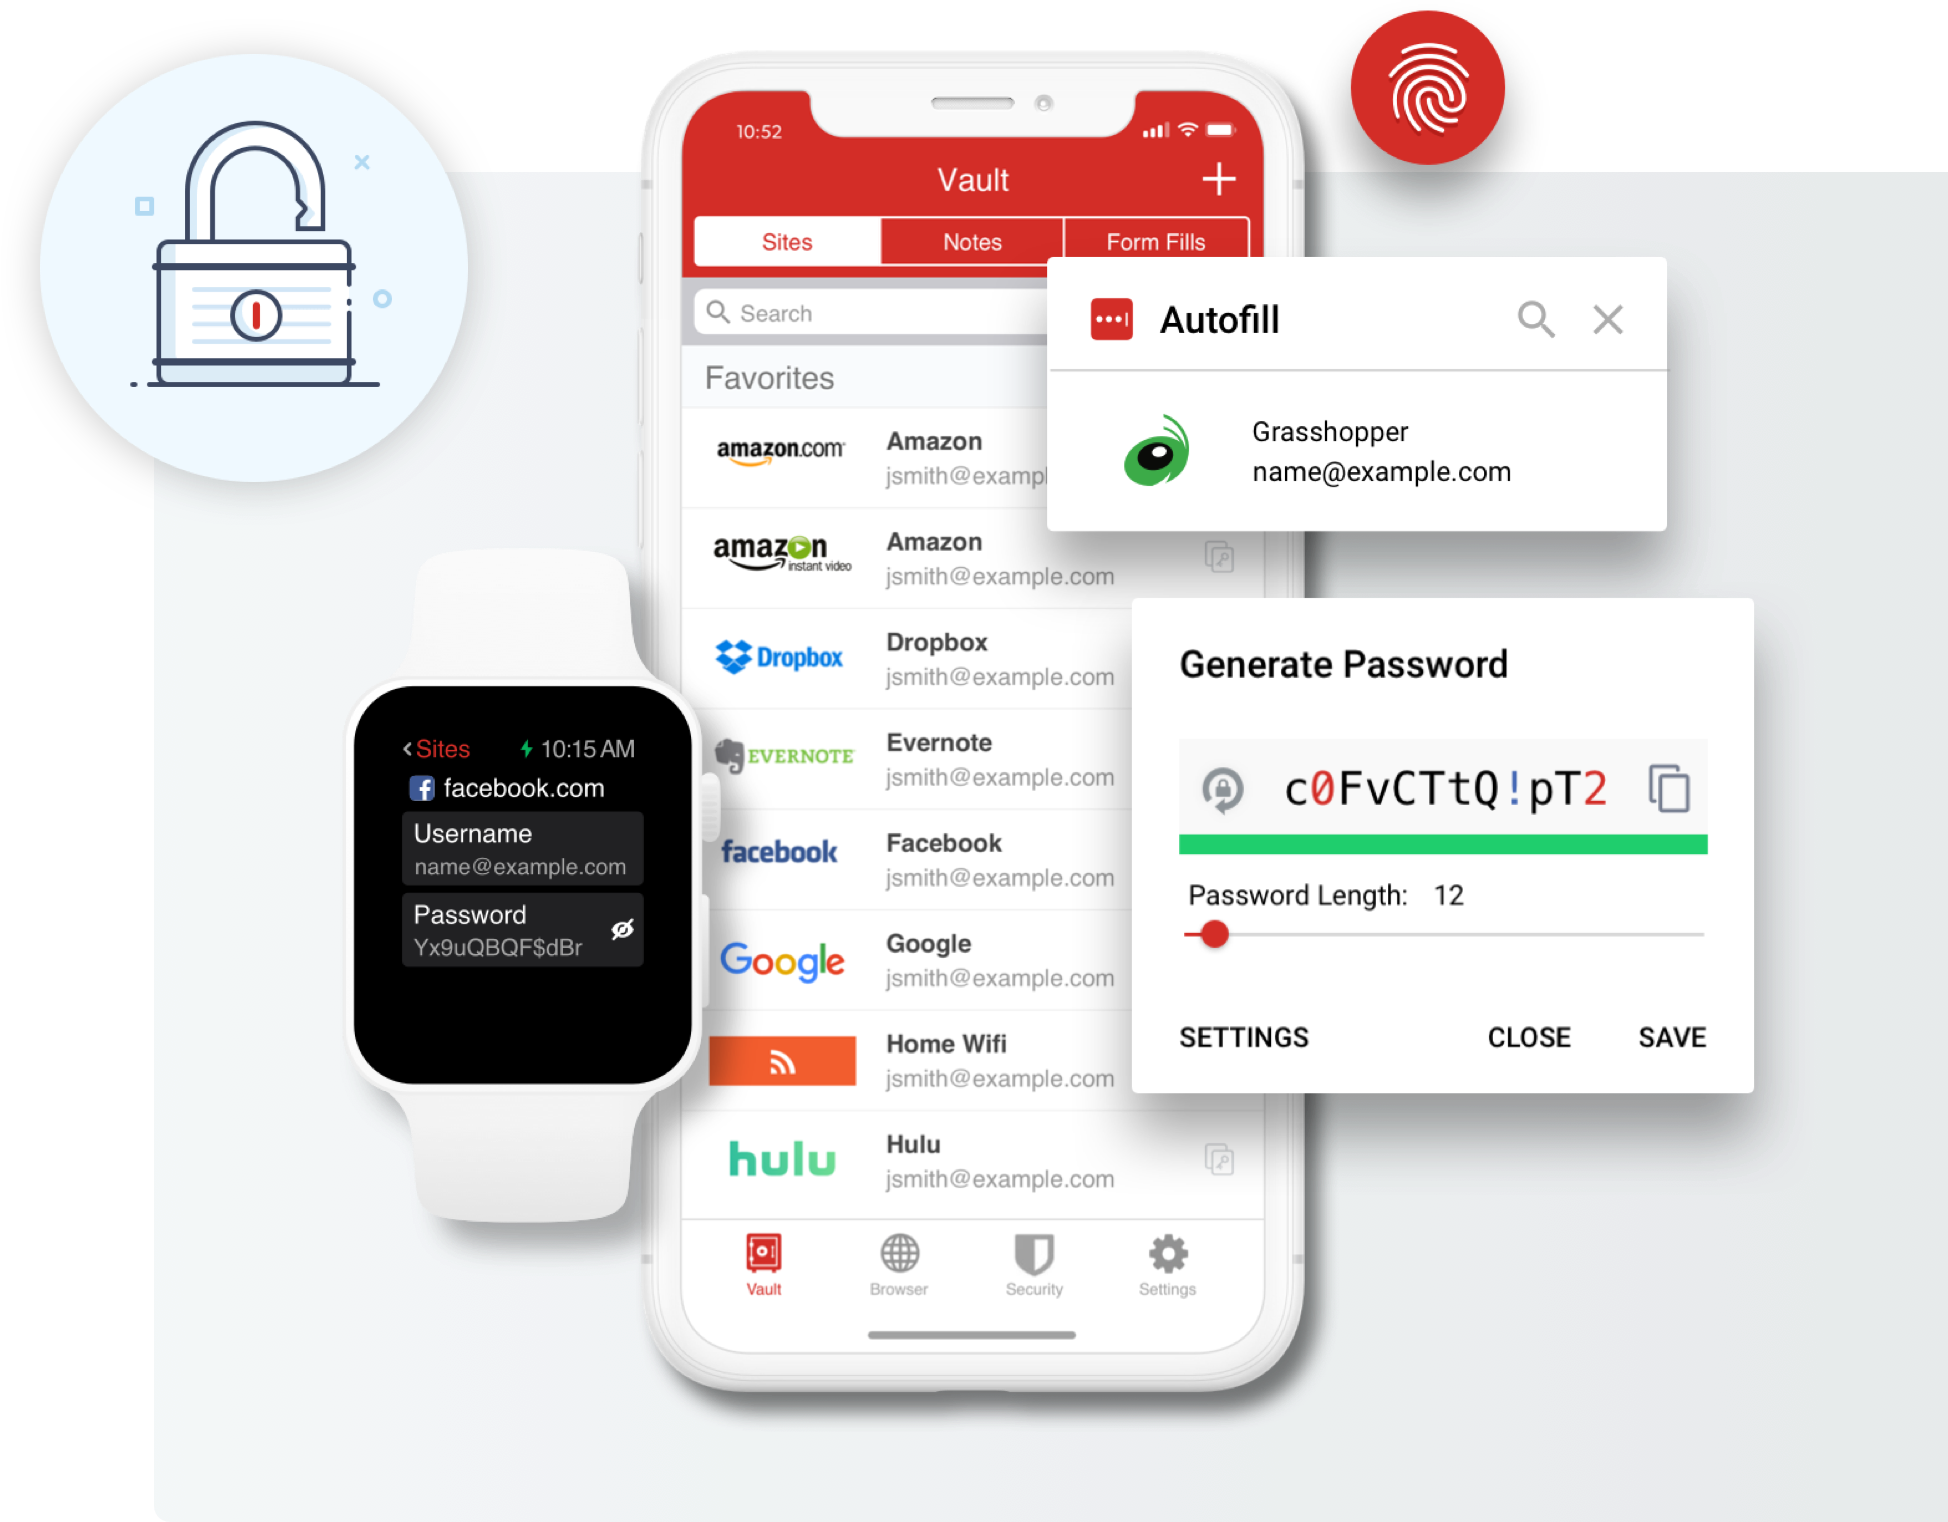 10:52
Vault
Sites
Notes
Form Fills
Search
Favorites
amazon.com
Amazon
jsmith@exampl
amazon
instant video
Amazon
jsmith@example.com
Dropbox
Dropbox
jsmith@example.com
EVERNOTE
Evernote
jsmith@example.com
facebook
Facebook
jsmith@example.com
Google
Google
jsmith@example.com
Home Wifi
jsmith@example.com
hulu
Hulu
jsmith@example.com
Vault
Browser
Security
Settings
Autofill
Grasshopper
name@example.com
Generate Password
c0FvCTtQ!pT2
Password Length: 12
SETTINGS
CLOSE
SAVE
Sites
10:15 AM
facebook.com
Username
name@example.com
Password
Yx9uQBQF$dBr